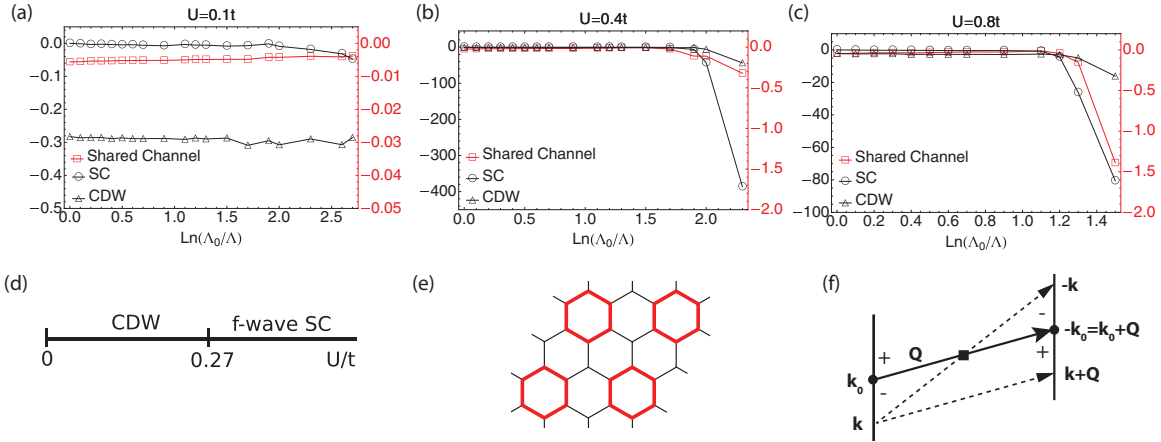 (a)
U=0.1t
0.0
−0.1
−0.2
−0.3
−0.4
−0.5
0.00
−0.01
−0.02
−0.03
−0.04
−0.05
Shared Channel
SC
CDW
0.0 0.5 1.0 1.5 2.0 2.5
Ln(Λ0/Λ)
(b)
U=0.4t
0
−100
−200
−300
−400
0.0
−0.5
−1.0
−1.5
−2.0
Shared Channel
SC
CDW
0.0 0.5 1.0 1.5 2.0
Ln(Λ0/Λ)
(c)
U=0.8t
0
−20
−40
−60
−80
−100
0.0
−0.5
−1.0
−1.5
−2.0
Shared Channel
SC
CDW
0.0 0.2 0.4 0.6 0.8 1.0 1.2 1.4
Ln(Λ0/Λ)
(d)
CDW f-wave SC
0 0.27 U/t
(e)
(f)
-k
-
-k0=k0+Q
+
Q
+
k0
-
k+Q
k